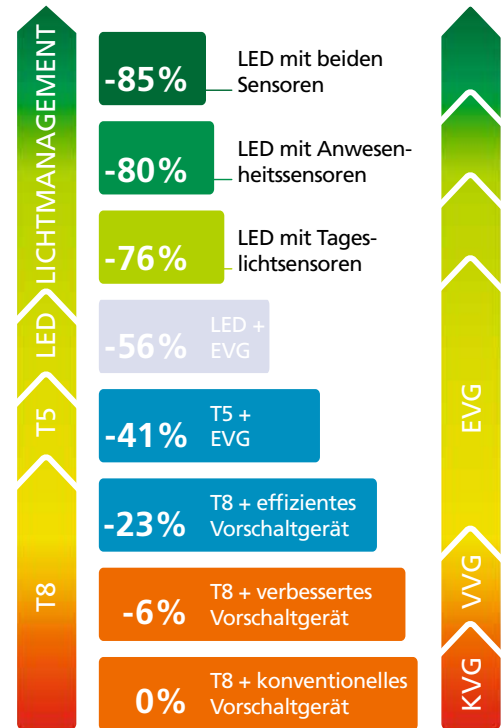 LICHTMANAGEMENT
LED
T5
T8
-85%
LED mit beiden
Sensoren
-80%
LED mit Anwesen-
heitssensoren
-76%
LED mit Tages-
lichtsensoren
-56%
LED +
EVG
-41%
T5 +
EVG
-23%
T8 + effizientes
Vorschaltgerät
-6%
T8 + verbessertes
Vorschaltgerät
0%
T8 + konventionelles
Vorschaltgerät
EVG
VVG
KVG